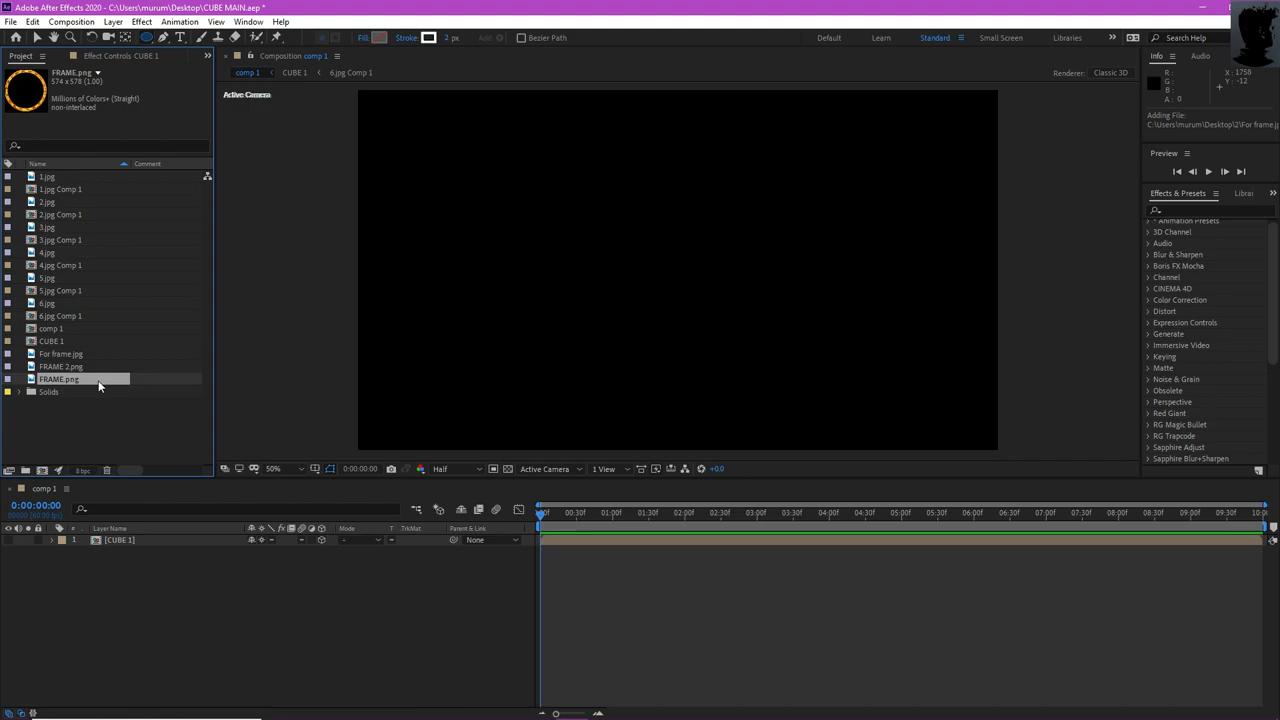 Adobe After Effects 2020 - C:\Users\murum\Desktop\CUBE MAIN.aep *
File Edit Composition Layer Effect Animation View Window Help
Fill: Stroke: 2 px Bezier Path Default Learn Standard Small Screen Libraries Search Help
Project Effect Controls CUBE 1
Composition comp 1
Info Audio
comp 1 CUBE 1 6.jpg Comp 1
Renderer: Classic 3D
FRAME.png
574 x 578 (1.00)
Millions of Colors+ (Straight)
non-interlaced
Active Camera
R :
G :
B :
A : 0
X : 1758
Y : -12
Adding File:
C:\Users\murum\Desktop\2\For frame.j
Preview
Effects & Presets Librar
Name Comment
1.jpg
1.jpg Comp 1
2.jpg
2.jpg Comp 1
3.jpg
3.jpg Comp 1
4.jpg
4.jpg Comp 1
5.jpg
5.jpg Comp 1
6.jpg
6.jpg Comp 1
comp 1
CUBE 1
For frame.jpg
FRAME 2.png
FRAME.png
Solids
* Animation Presets
3D Channel
Audio
Blur & Sharpen
Boris FX Mocha
Channel
CINEMA 4D
Color Correction
Distort
Expression Controls
Generate
Immersive Video
Keying
Matte
Noise & Grain
Obsolete
Perspective
Red Giant
RG Magic Bullet
RG Trapcode
Sapphire Adjust
Sapphire Blur+Sharpen
8 bpc
50% 0:00:00:00 Half Active Camera 1 View +0.0
comp 1
0:00:00:00
00000 (60.00 fps)
:00f 00:30f 01:00f 01:30f 02:00f 02:30f 03:00f 03:30f 04:00f 04:30f 05:00f 05:30f 06:00f 06:30f 07:00f 07:30f 08:00f 08:30f 09:00f 09:30f 10:00
# Layer Name Mode T TrkMat Parent & Link
1 [CUBE 1] - None